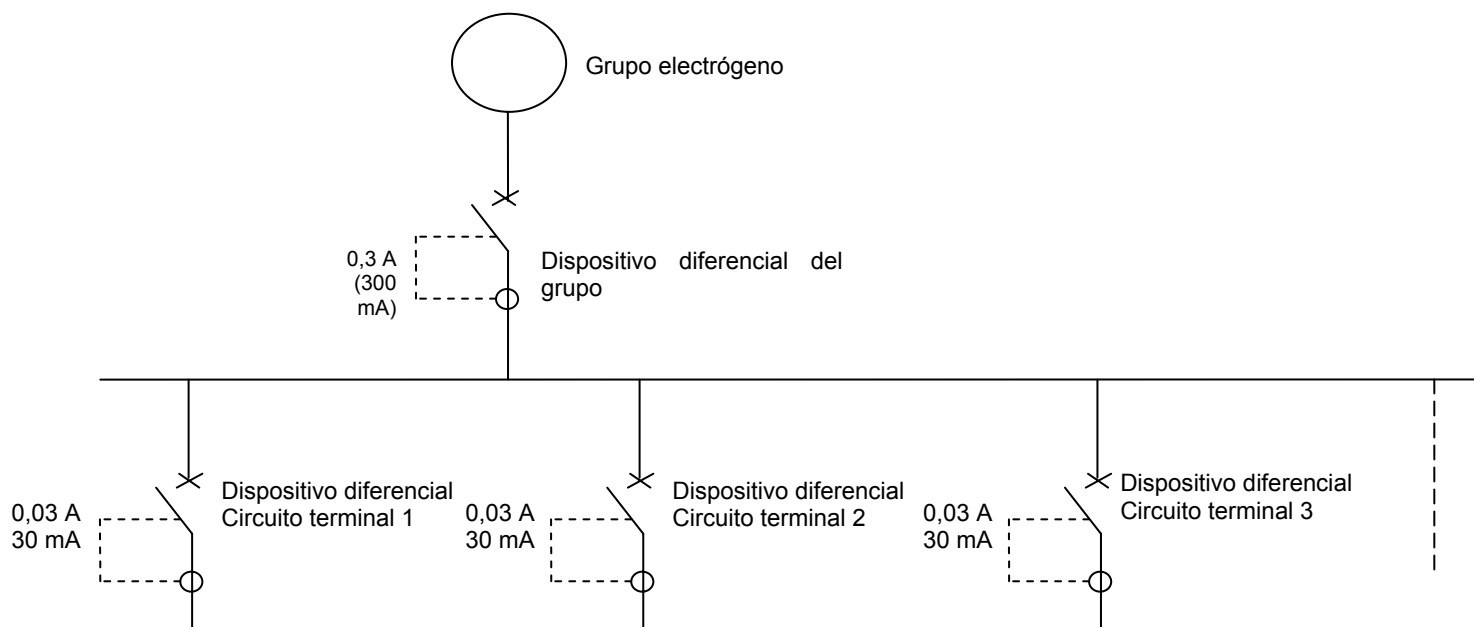 Grupo electrógeno
0,3 A
(300
mA)
Dispositivo diferencial del
grupo
0,03 A
30 mA
Dispositivo diferencial
Circuito terminal 1
0,03 A
30 mA
Dispositivo diferencial
Circuito terminal 2
0,03 A
30 mA
Dispositivo diferencial
Circuito terminal 3